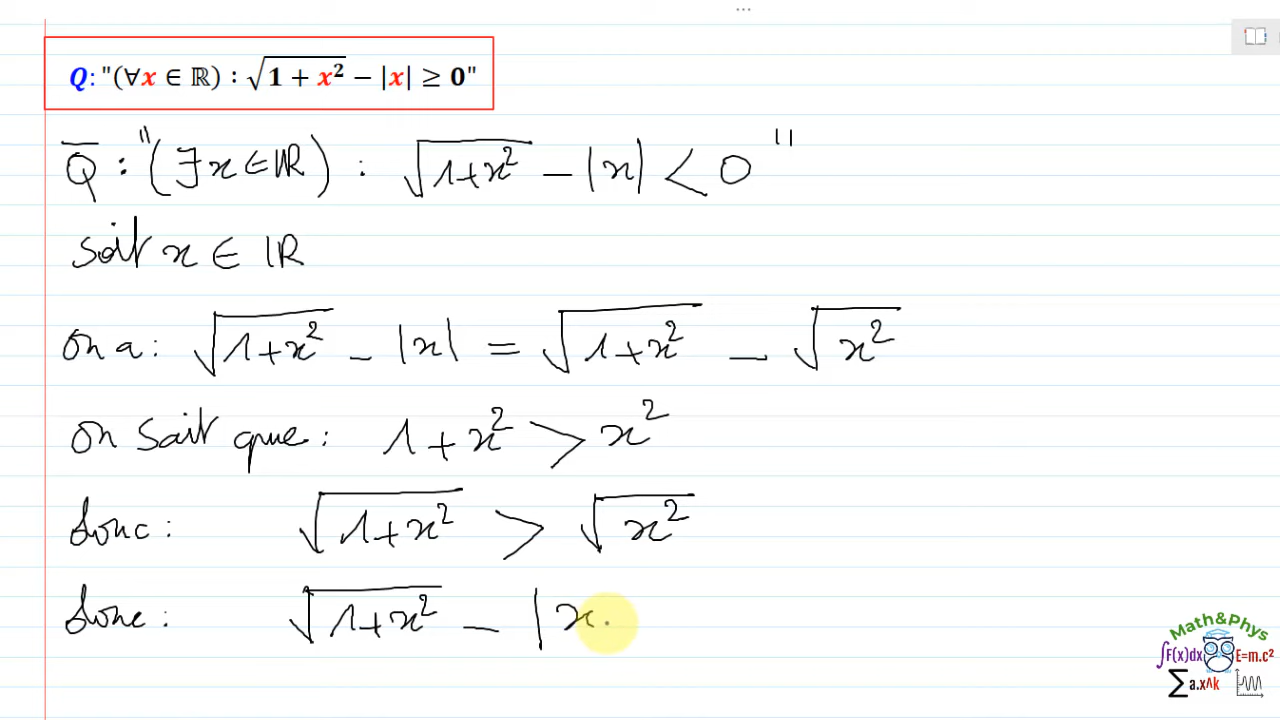 Q: "(∀x ∈ ℝ) : √(1 + x²) − |x| ≥ 0"
Q̅ : "(∃x ∈ ℝ) : √(1+x²) − |x| < 0"
Soit x ∈ ℝ
On a : √(1+x²) − |x| = √(1+x²) − √(x²)
On sait que : 1+x² > x²
donc : √(1+x²) > √(x²)
donc : √(1+x²) − |x
Math&Phys
∫F(x)dx E=m.c²
∑ a.x∧k